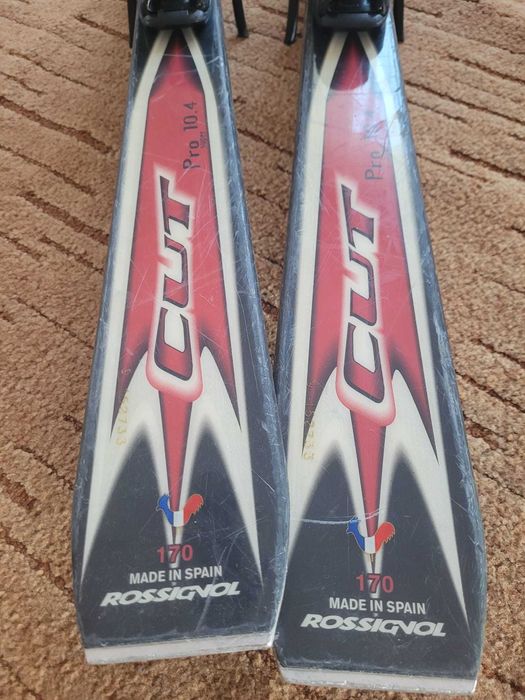 Pro 10.4
CUT
170
MADE IN SPAIN
ROSSIGNOL
Pro
CUT
170
MADE IN SPAIN
ROSSIGNOL